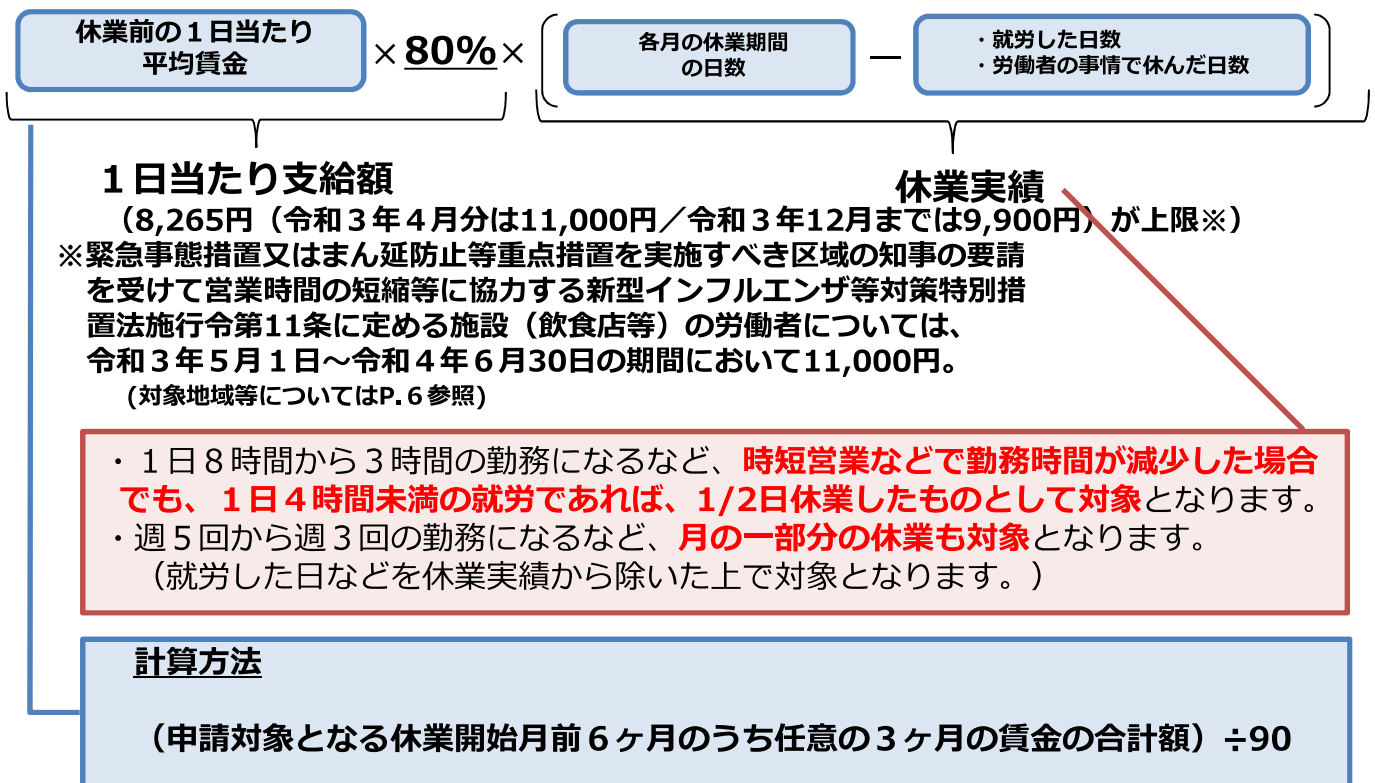 休業前の１日当たり
平均賃金
×80%×
各月の休業期間
の日数
―
・就労した日数
・労働者の事情で休んだ日数
１日当たり支給額
休業実績
（8,265円（令和３年４月分は11,000円／令和３年12月までは9,900円）が上限※）
※緊急事態措置又はまん延防止等重点措置を実施すべき区域の知事の要請
を受けて営業時間の短縮等に協力する新型インフルエンザ等対策特別措
置法施行令第11条に定める施設（飲食店等）の労働者については、
令和３年５月１日～令和４年６月30日の期間において11,000円。
(対象地域等についてはP.６参照)
・１日８時間から３時間の勤務になるなど、時短営業などで勤務時間が減少した場合
でも、１日４時間未満の就労であれば、1/2日休業したものとして対象となります。
・週５回から週３回の勤務になるなど、月の一部分の休業も対象となります。
（就労した日などを休業実績から除いた上で対象となります。）
計算方法
（申請対象となる休業開始月前６ヶ月のうち任意の３ヶ月の賃金の合計額）÷90